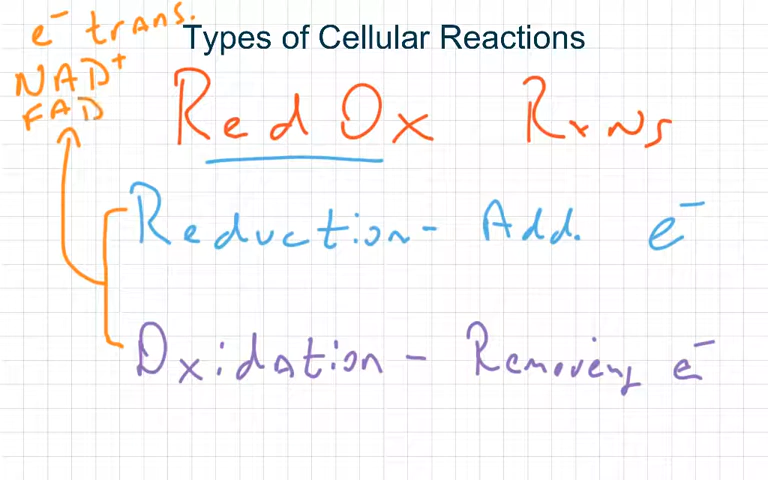 e⁻ trans.
Types of Cellular Reactions
NAD⁺
FAD
RedOx Rxns
Reduction- Add. e⁻
Oxidation - Removing e⁻